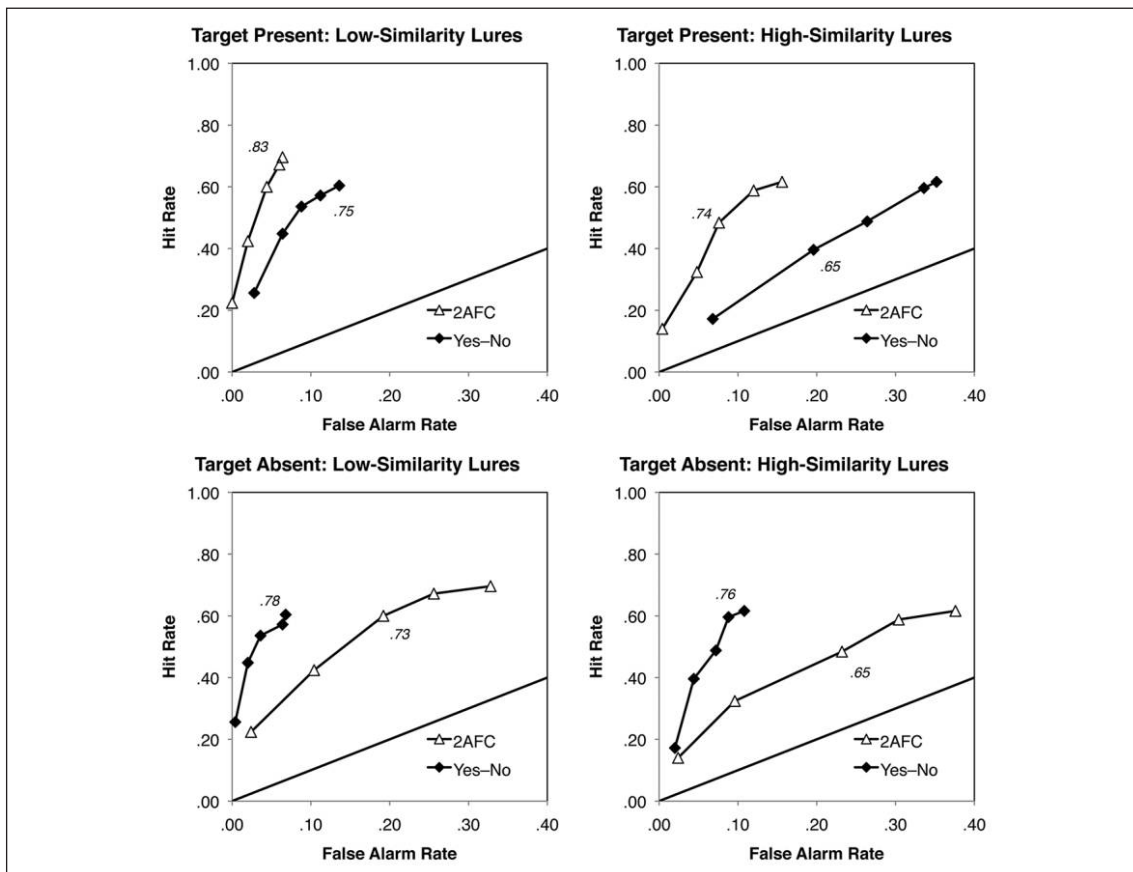 Target Present: Low-Similarity Lures
1.00
.80
.60
.40
.20
.00
Hit Rate
.83
.75
2AFC
Yes–No
.00 .10 .20 .30 .40
False Alarm Rate
Target Present: High-Similarity Lures
1.00
.80
.60
.40
.20
.00
Hit Rate
.74
.65
2AFC
Yes–No
.00 .10 .20 .30 .40
False Alarm Rate
Target Absent: Low-Similarity Lures
1.00
.80
.60
.40
.20
.00
Hit Rate
.78
.73
2AFC
Yes–No
.00 .10 .20 .30 .40
False Alarm Rate
Target Absent: High-Similarity Lures
1.00
.80
.60
.40
.20
.00
Hit Rate
.76
.65
2AFC
Yes–No
.00 .10 .20 .30 .40
False Alarm Rate